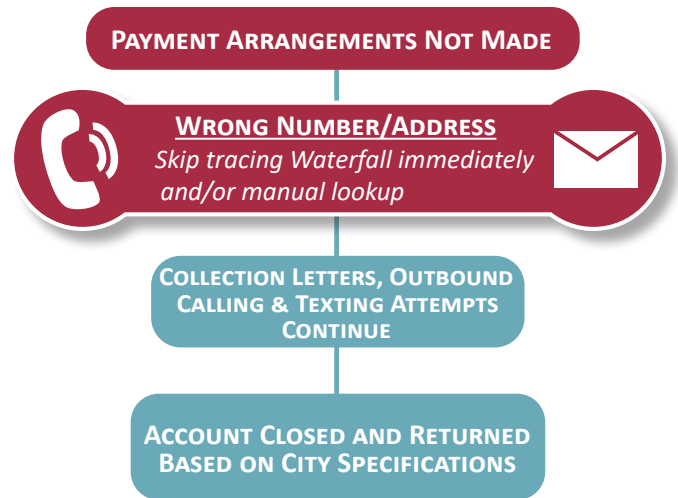 PAYMENT ARRANGEMENTS NOT MADE
WRONG NUMBER/ADDRESS
Skip tracing Waterfall immediately
and/or manual lookup
COLLECTION LETTERS, OUTBOUND
CALLING & TEXTING ATTEMPTS
CONTINUE
ACCOUNT CLOSED AND RETURNED
BASED ON CITY SPECIFICATIONS